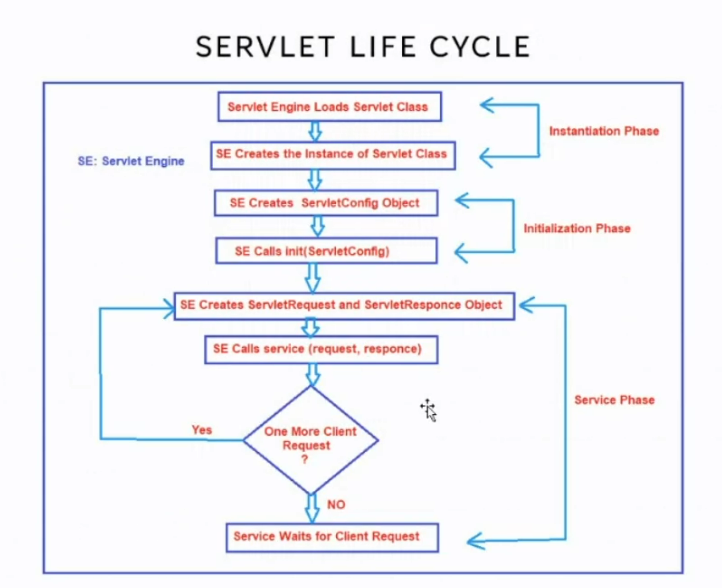 SERVLET LIFE CYCLE
Servlet Engine Loads Servlet Class
Instantiation Phase
SE: Servlet Engine
SE Creates the Instance of Servlet Class
SE Creates ServletConfig Object
Initialization Phase
SE Calls init(ServletConfig)
SE Creates ServletRequest and ServletResponce Object
SE Calls service (request, responce)
Service Phase
Yes
One More Client
Request
?
NO
Service Waits for Client Request